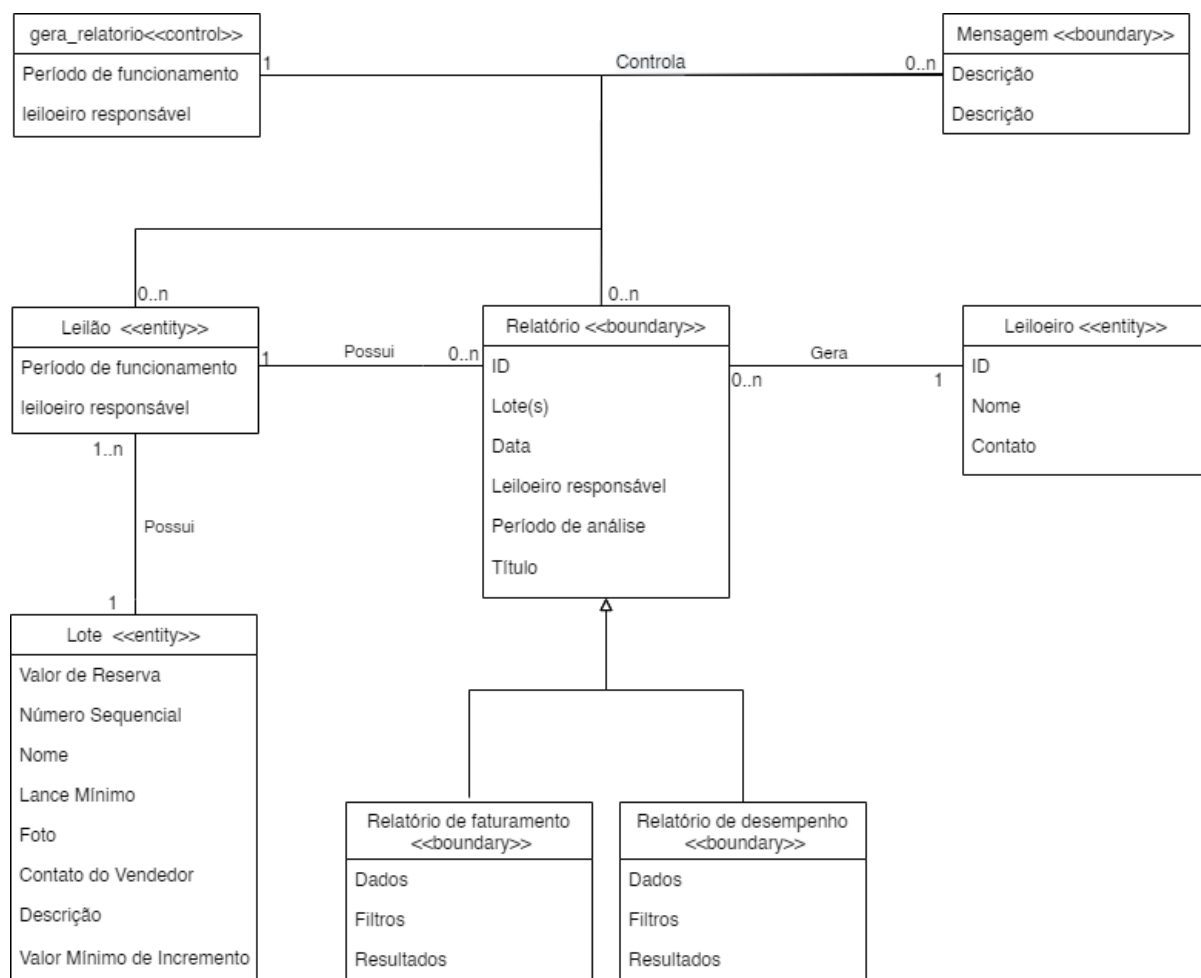 gera_relatorio<<control>>
Período de funcionamento
leiloeiro responsável
1
Controla
0..n
Mensagem <<boundary>>
Descrição
Descrição
0..n
0..n
Leilão <<entity>>
Período de funcionamento
leiloeiro responsável
1
Possui
0..n
Relatório <<boundary>>
ID
Lote(s)
Data
Leiloeiro responsável
Período de análise
Título
Gera
0..n
1
Leiloeiro <<entity>>
ID
Nome
Contato
1..n
Possui
1
Lote <<entity>>
Valor de Reserva
Número Sequencial
Nome
Lance Mínimo
Foto
Contato do Vendedor
Descrição
Valor Mínimo de Incremento
Relatório de faturamento
<<boundary>>
Dados
Filtros
Resultados
Relatório de desempenho
<<boundary>>
Dados
Filtros
Resultados